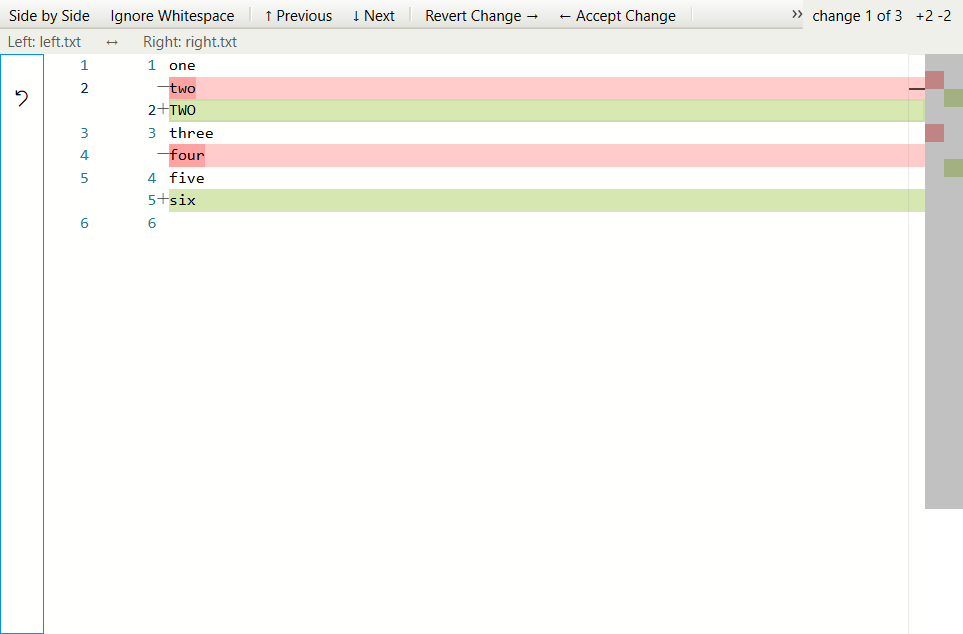 Side by Side Ignore Whitespace ↑ Previous ↓ Next Revert Change → ← Accept Change » change 1 of 3 +2 -2
Left: left.txt ↔ Right: right.txt
1 1 one
2 — two
2 + TWO
3 3 three
4 — four
5 4 five
5 + six
6 6